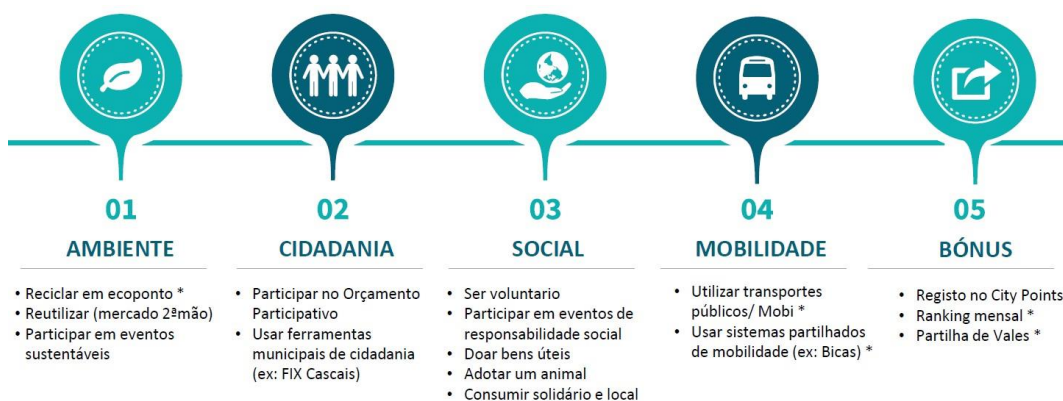 01
AMBIENTE
• Reciclar em ecoponto *
• Reutilizar (mercado 2ªmão)
• Participar em eventos
sustentáveis
02
CIDADANIA
• Participar no Orçamento
Participativo
• Usar ferramentas
municipais de cidadania
(ex: FIX Cascais)
03
SOCIAL
• Ser voluntario
• Participar em eventos de
responsabilidade social
• Doar bens úteis
• Adotar um animal
• Consumir solidário e local
04
MOBILIDADE
• Utilizar transportes
públicos/ Mobi *
• Usar sistemas partilhados
de mobilidade (ex: Bicas) *
05
BÓNUS
• Registo no City Points
• Ranking mensal *
• Partilha de Vales *